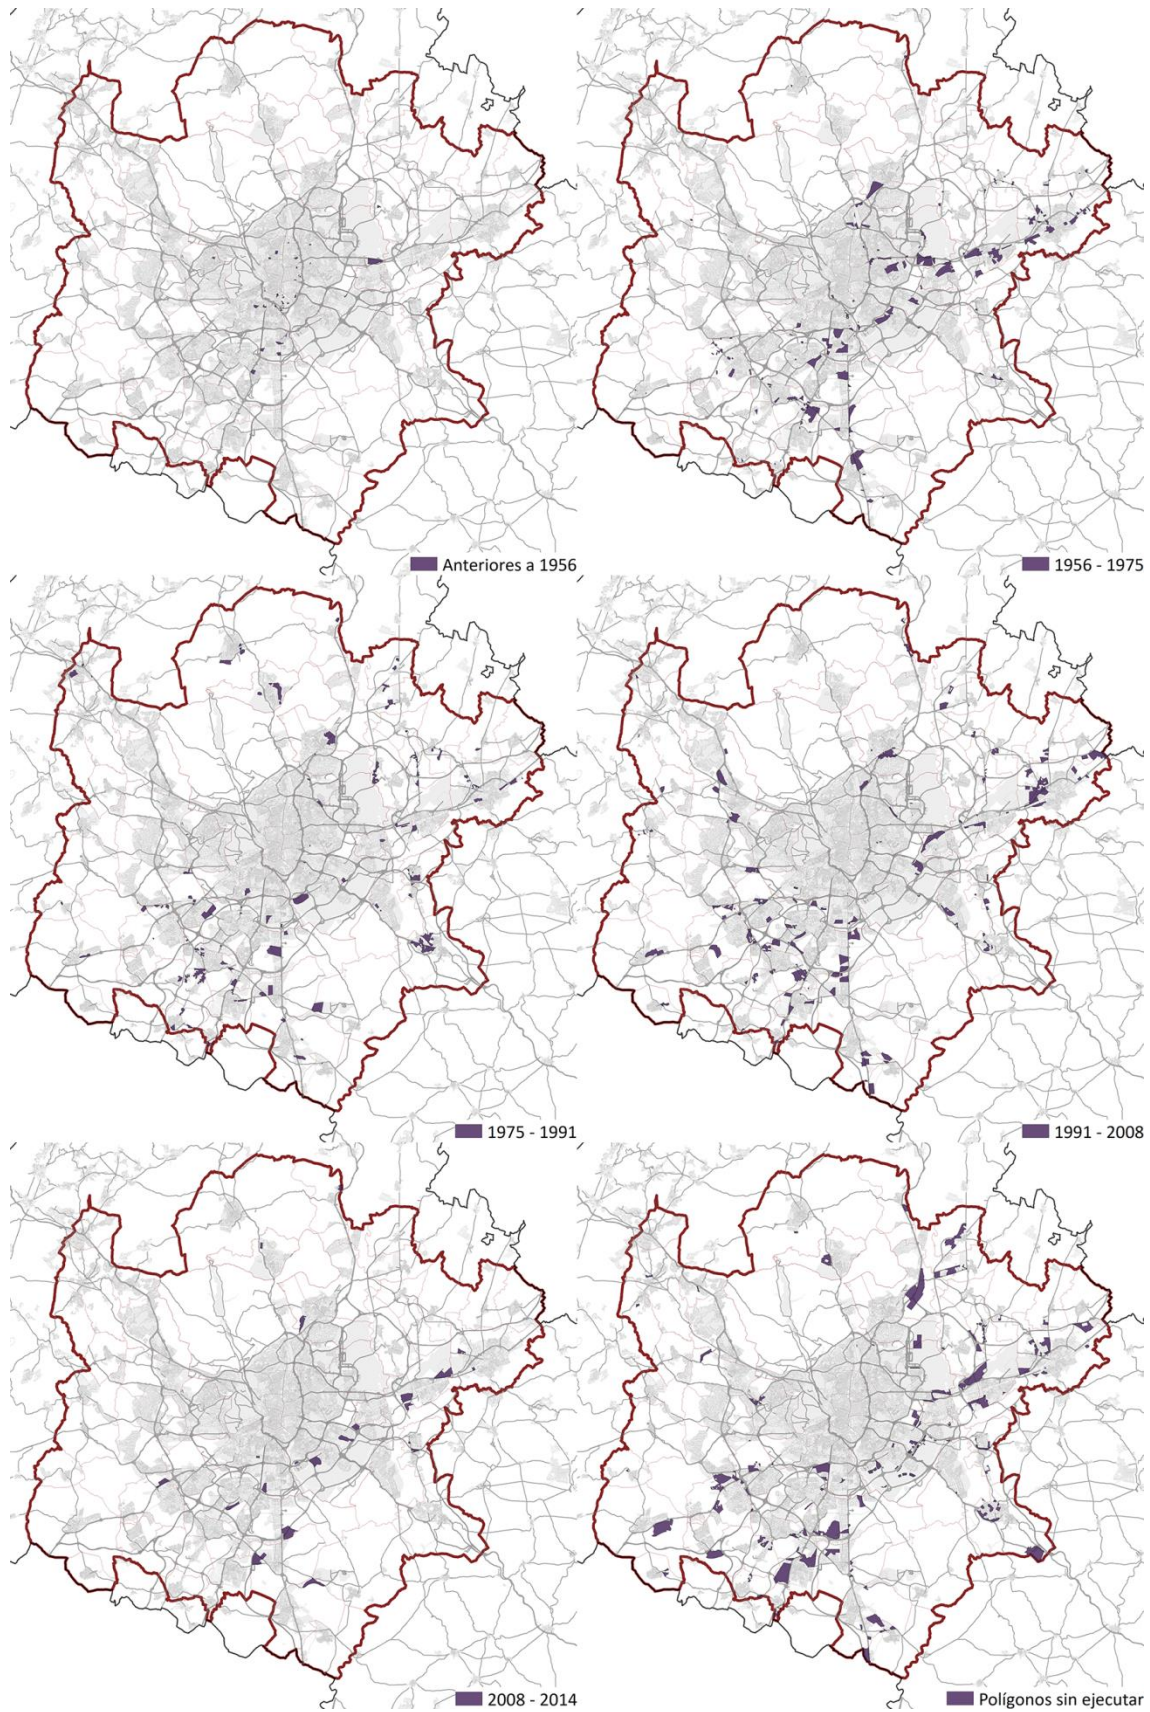 Anteriores a 1956
1956 - 1975
1975 - 1991
1991 - 2008
2008 - 2014
Polígonos sin ejecutar